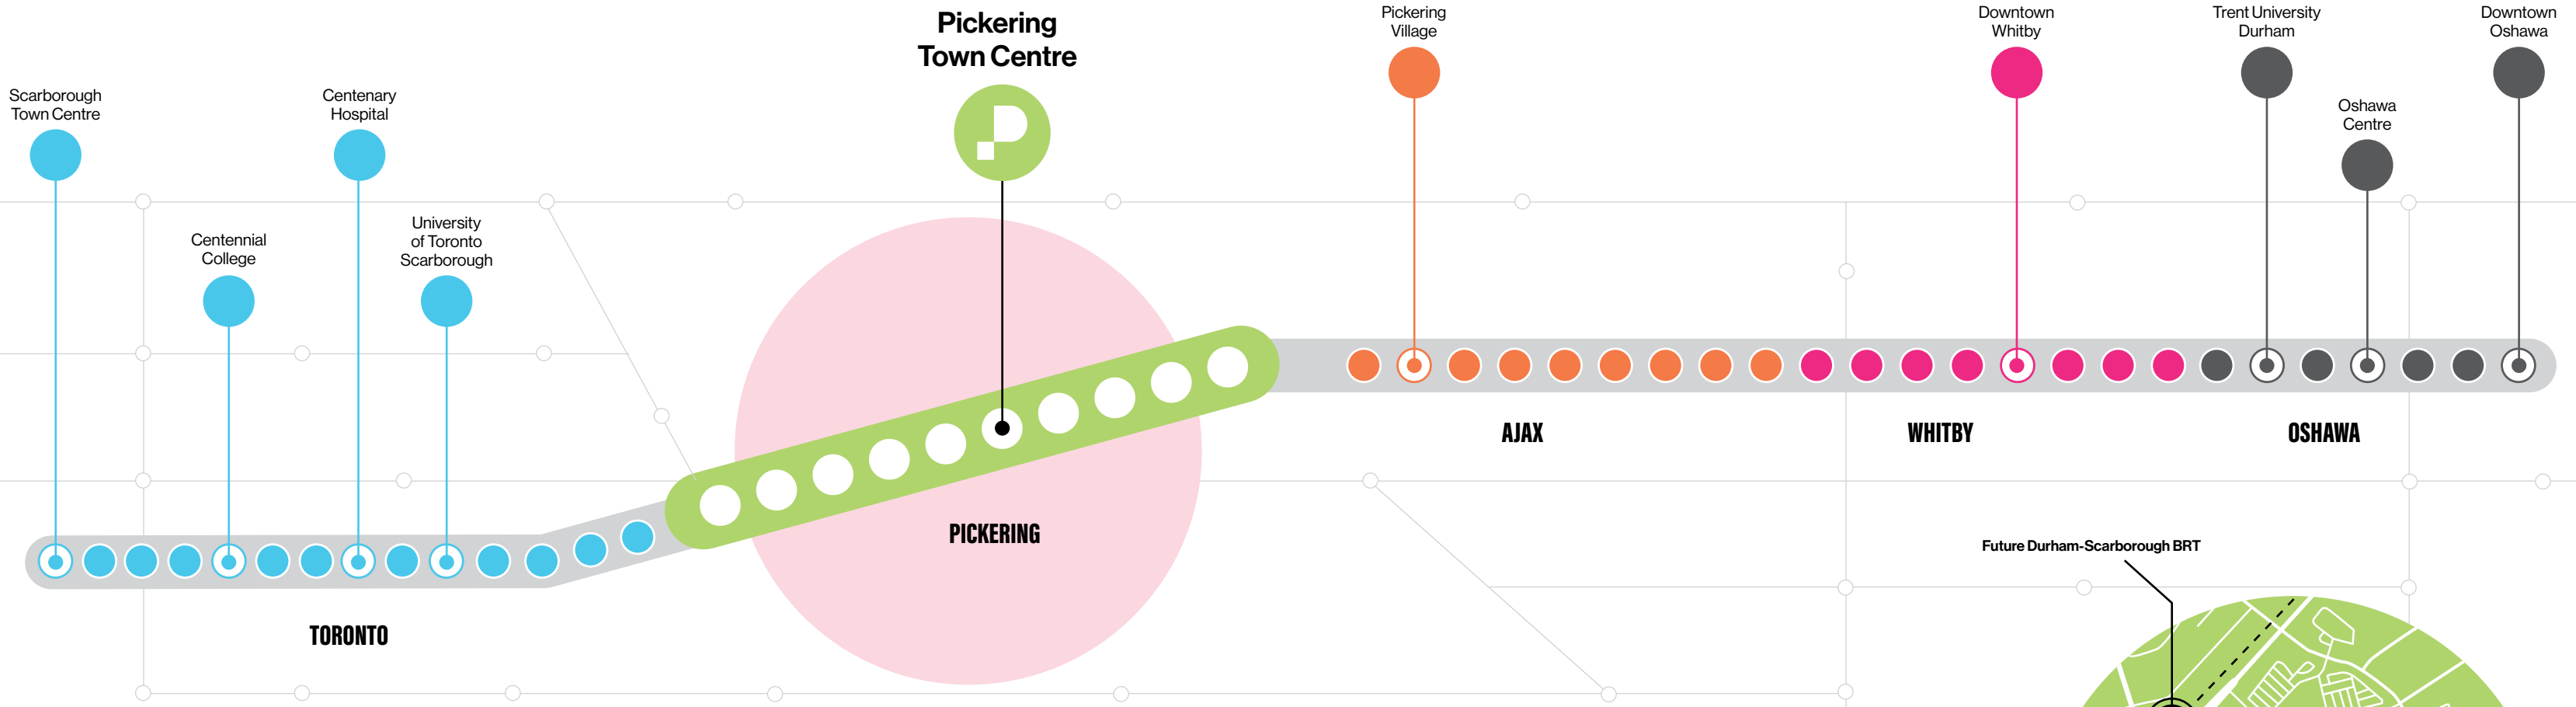 Pickering
Town Centre
Pickering
Village
Downtown
Whitby
Trent University
Durham
Downtown
Oshawa
Scarborough
Town Centre
Centenary
Hospital
Oshawa
Centre
University
of Toronto
Scarborough
Centennial
College
AJAX
WHITBY
OSHAWA
PICKERING
Future Durham-Scarborough BRT
TORONTO